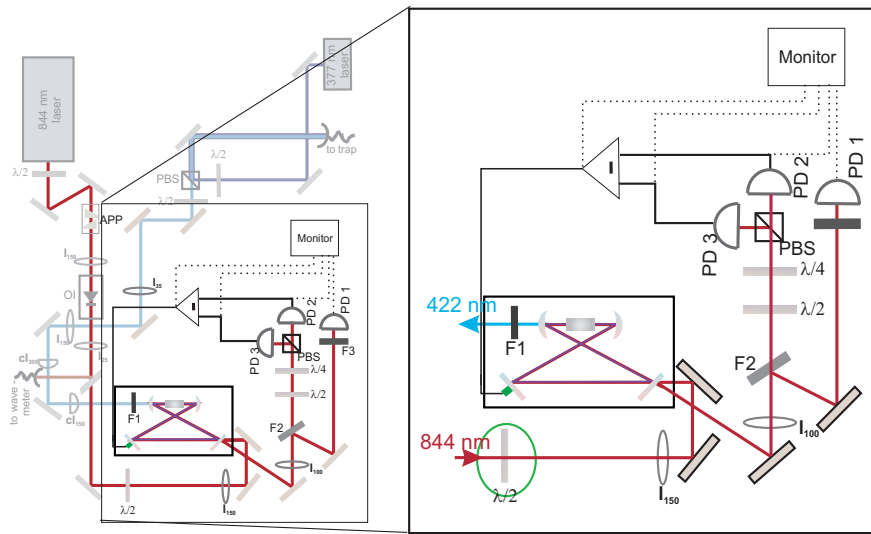 844 nm
laser
377 nm
laser
λ/2
to trap
λ/2
PBS
λ/2
APP
l₁₅₀
OI
l₃₅
l₁₅₀
l₂₅
cl₃₀₀
to wave-
meter
cl₁₅₀
Monitor
PD 2
PD 1
PD 3
PBS
F3
λ/4
λ/2
F1
F2
l₁₀₀
λ/2
l₁₅₀
Monitor
PD 2
PD 1
PD 3
PBS
λ/4
λ/2
422 nm
F1
F2
l₁₀₀
844 nm
λ/2
l₁₅₀